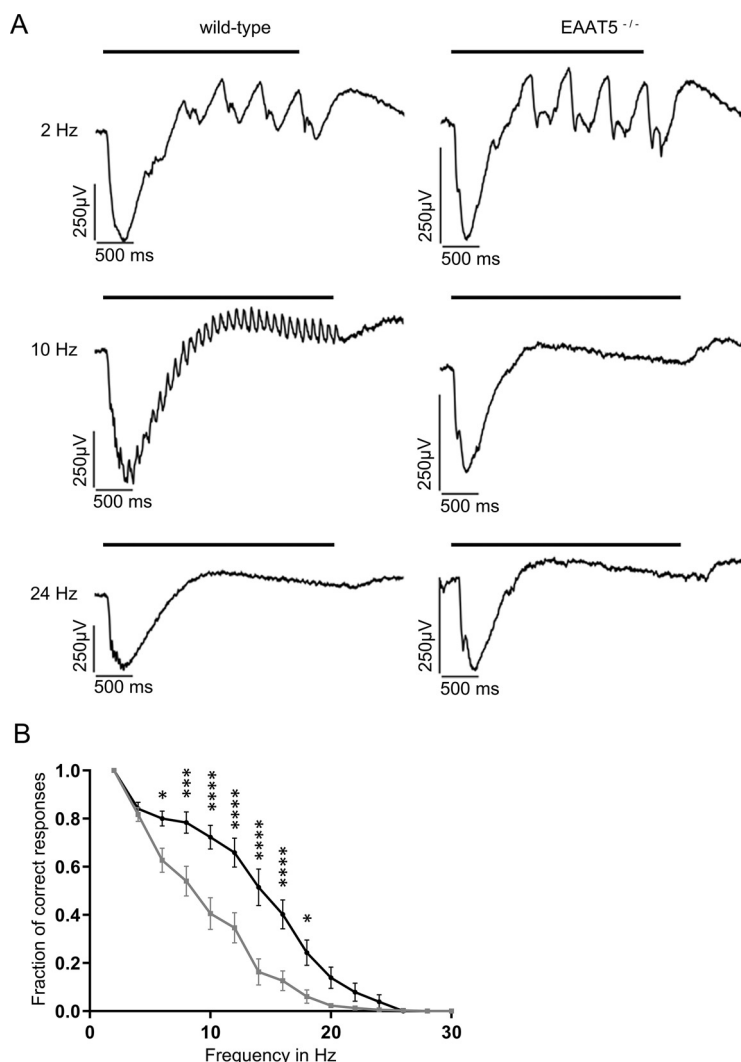 A
wild-type
EAAT5 -/-
2 Hz
250µV
500 ms
250µV
500 ms
10 Hz
250µV
500 ms
250µV
500 ms
24 Hz
250µV
500 ms
250µV
500 ms
B
Fraction of correct responses
1.0
0.8
0.6
0.4
0.2
0.0
* *** **** **** **** **** *
0 10 20 30
Frequency in Hz